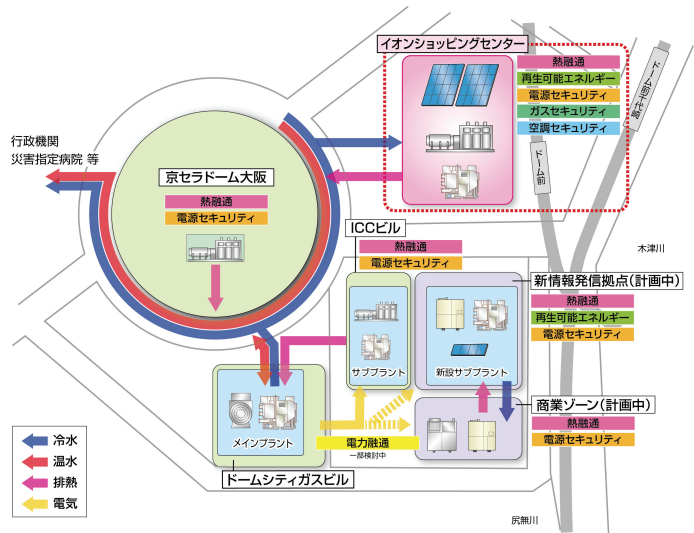 イオンショッピングセンター
熱融通
再生可能エネルギー
電源セキュリティ
ガスセキュリティ
空調セキュリティ
ドーム前千代崎
ドーム前
行政機関
災害指定病院 等
京セラドーム大阪
熱融通
電源セキュリティ
木津川
ICCビル
熱融通
電源セキュリティ
新情報発信拠点(計画中)
熱融通
再生可能エネルギー
電源セキュリティ
サブプラント
新設サブプラント
商業ゾーン(計画中)
熱融通
電源セキュリティ
メインプラント
電力融通
一部検討中
ドームシティガスビル
冷水
温水
排熱
電気
尻無川